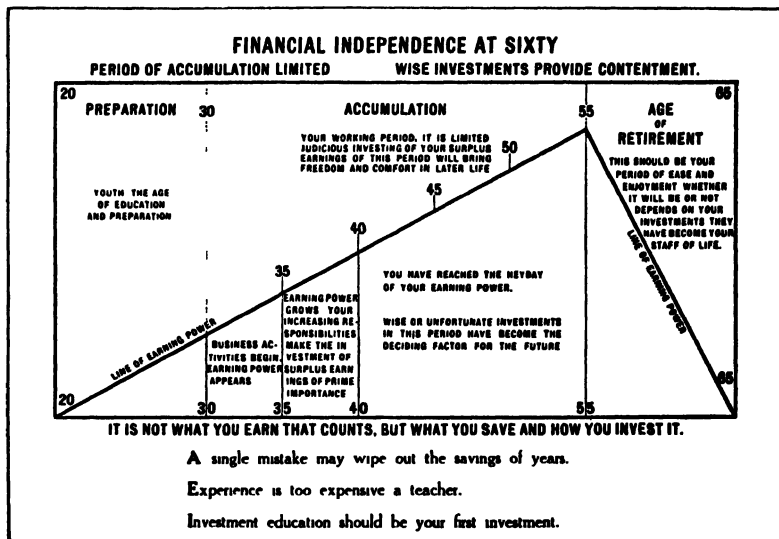 FINANCIAL INDEPENDENCE AT SIXTY
PERIOD OF ACCUMULATION LIMITED WISE INVESTMENTS PROVIDE CONTENTMENT.
20 65
PREPARATION 30 ACCUMULATION 55 AGE
OF
RETIREMENT
YOUR WORKING PERIOD, IT IS LIMITED
JUDICIOUS INVESTING OF YOUR SURPLUS
EARNINGS OF THIS PERIOD WILL BRING
FREEDOM AND COMFORT IN LATER LIFE
THIS SHOULD BE YOUR
PERIOD OF EASE AND
ENJOYMENT WHETHER
IT WILL BE OR NOT
DEPENDS ON YOUR
INVESTMENTS THEY
HAVE BECOME YOUR
STAFF OF LIFE.
YOUTH THE AGE
OF EDUCATION
AND PREPARATION
50
45
40
35
LINE OF EARNING POWER
LINE OF EARNING POWER
BUSINESS AC-
TIVITIES BEGIN.
EARNING POWER
APPEARS
EARNING POWER
GROWS YOUR
INCREASING RE-
SPONSIBILITIES
MAKE THE IN
VESTMENT OF
SURPLUS EARN
INGS OF PRIME
IMPORTANCE
YOU HAVE REACHED THE HEYDAY
OF YOUR EARNING POWER.
WISE OR UNFORTUNATE INVESTMENTS
IN THIS PERIOD HAVE BECOME THE
DECIDING FACTOR FOR THE FUTURE
20 30 35 40 55 65
IT IS NOT WHAT YOU EARN THAT COUNTS, BUT WHAT YOU SAVE AND HOW YOU INVEST IT.
A single mistake may wipe out the savings of years.
Experience is too expensive a teacher.
Investment education should be your first investment.